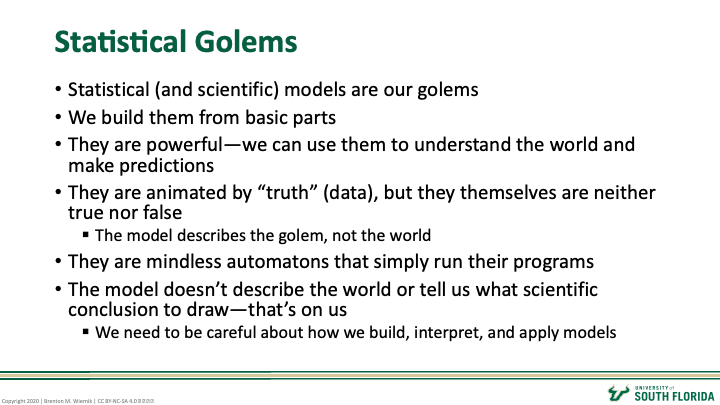 Statistical Golems
• Statistical (and scientific) models are our golems
• We build them from basic parts
• They are powerful—we can use them to understand the world and
make predictions
• They are animated by “truth” (data), but they themselves are neither
true nor false
▪ The model describes the golem, not the world
• They are mindless automatons that simply run their programs
• The model doesn’t describe the world or tell us what scientific
conclusion to draw—that’s on us
▪ We need to be careful about how we build, interpret, and apply models
Copyright 2020 | Brenton M. Wiernik | CC BY-NC-SA 4.0
UNIVERSITY of
SOUTH FLORIDA